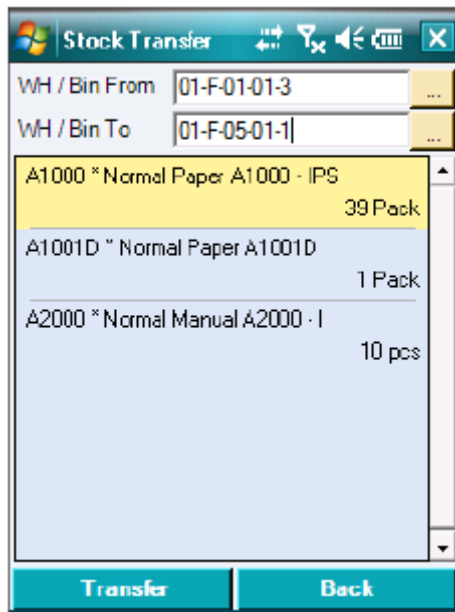 Stock Transfer
WH / Bin From 01-F-01-01-3 ...
WH / Bin To 01-F-05-01-1 ...
A1000 * Normal Paper A1000 - IPS
39 Pack
A1001D * Normal Paper A1001D
1 Pack
A2000 * Normal Manual A2000 - I
10 pcs
Transfer Back